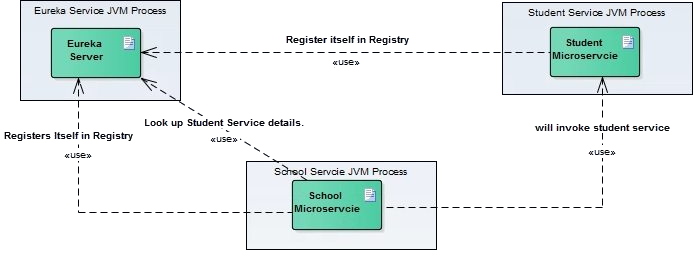 Eureka Service JVM Process
Student Service JVM Process
Eureka
Server
Register itself in Registry
«use»
Student
Microservcie
Look up Student Service details.
«use»
Registers Itself in Registry
«use»
will invoke student service
«use»
School Servcie JVM Process
School
Microservcie